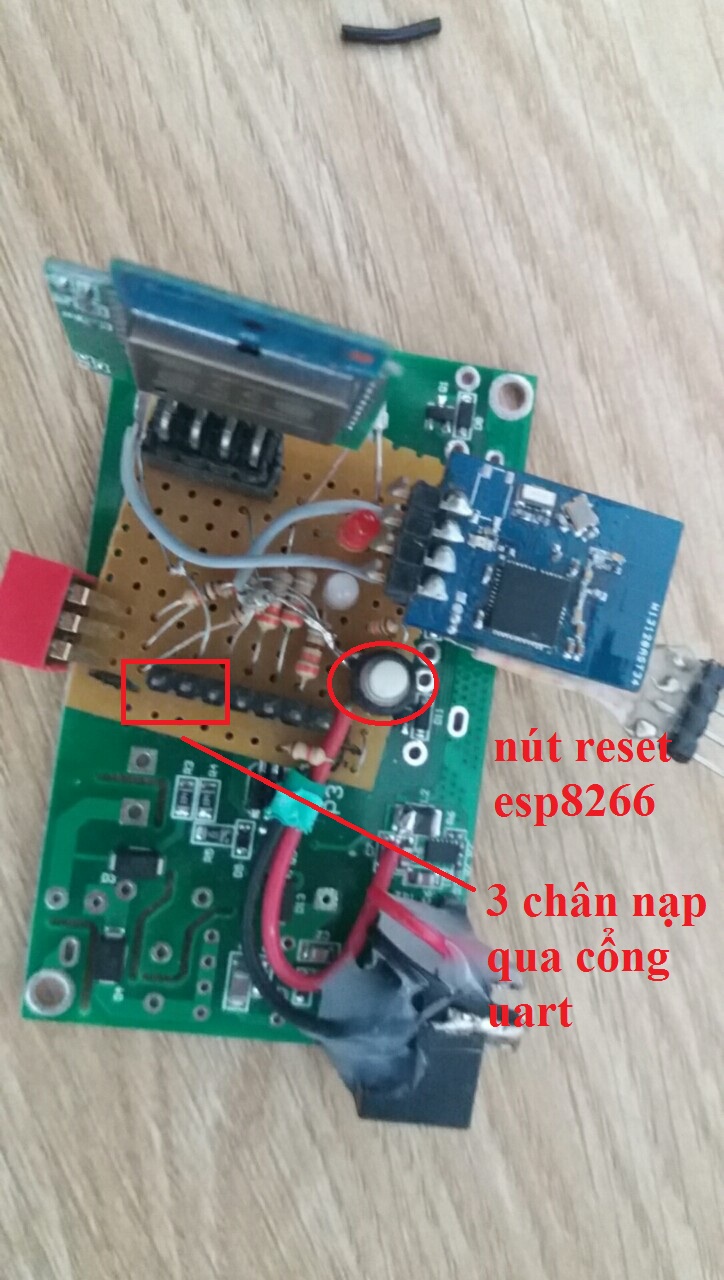 nút reset
esp8266
3 chân nạp
qua cổng
uart